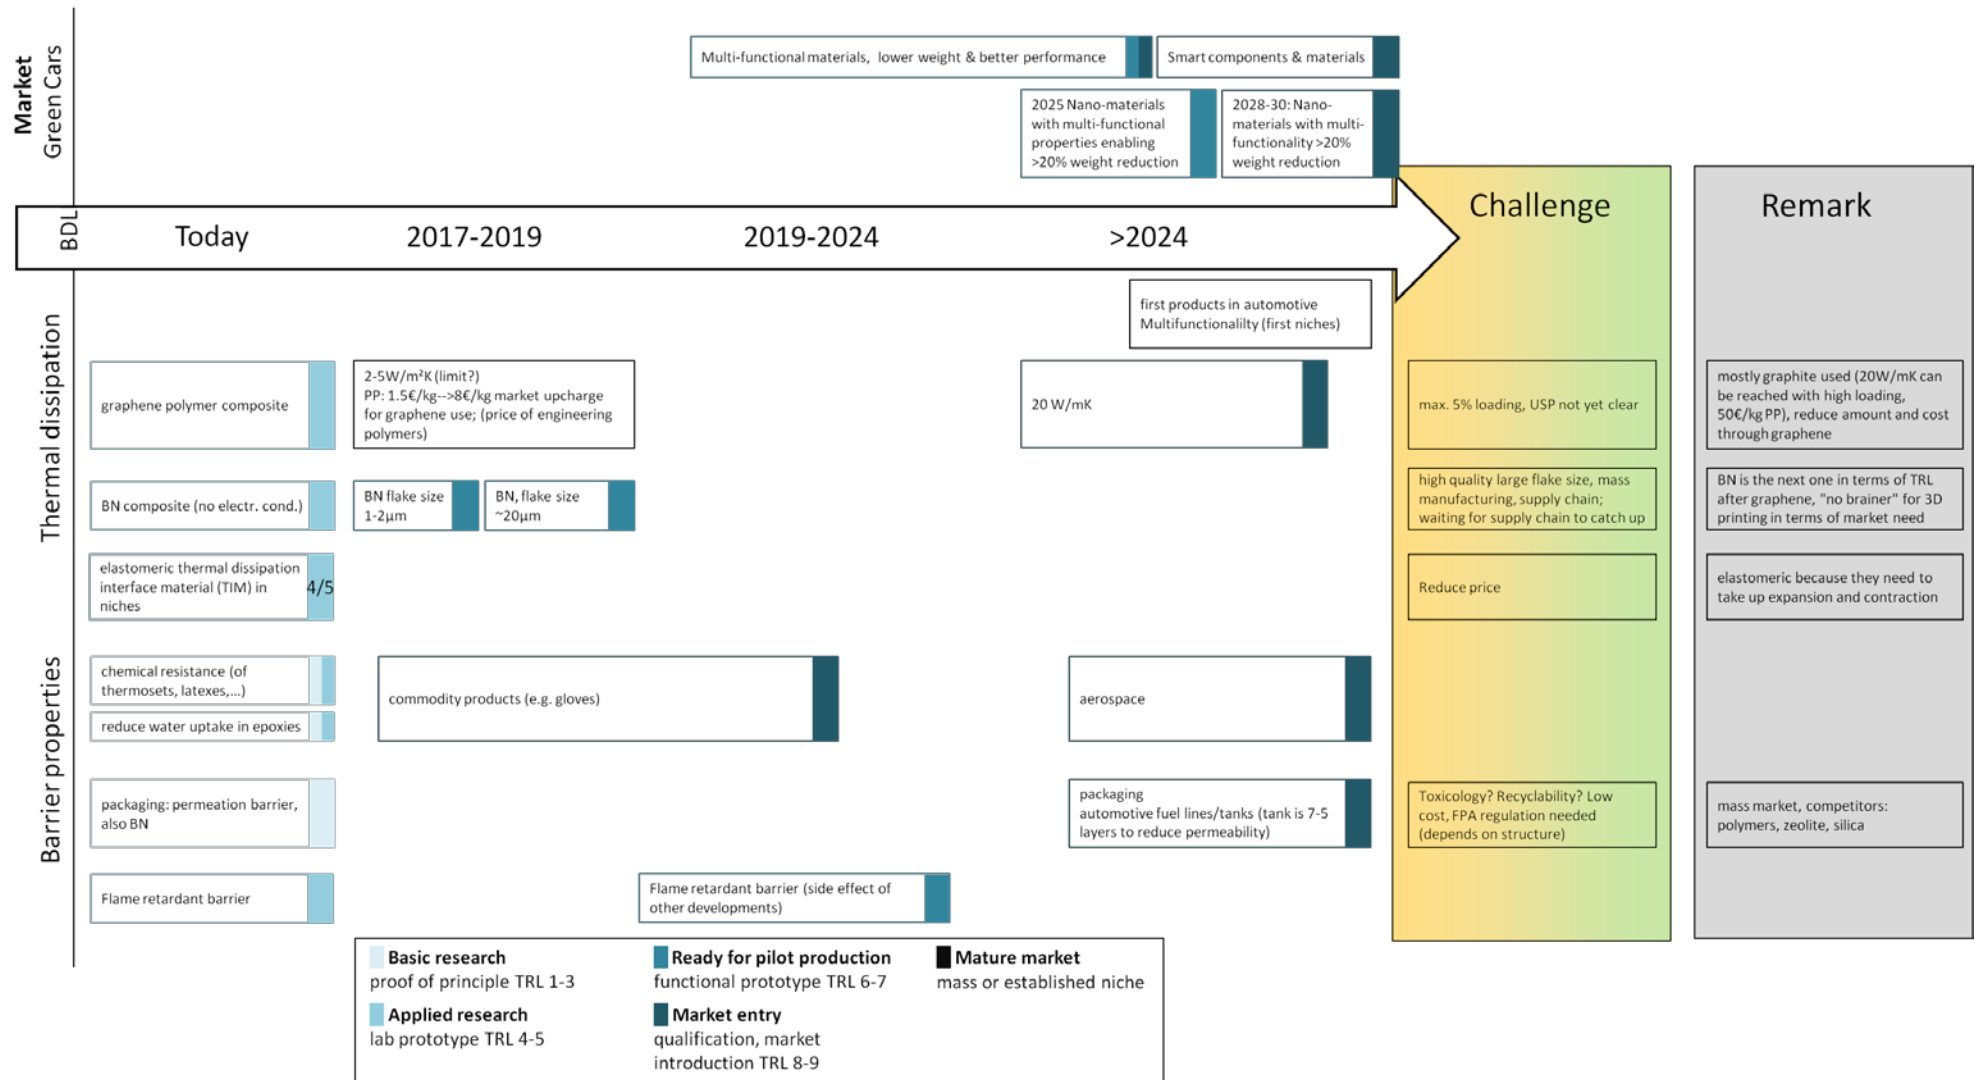 Market
Green Cars
Multi-functional materials, lower weight & better performance
Smart components & materials
2025 Nano-materials
with multi-functional
properties enabling
>20% weight reduction
2028-30: Nano-
materials with multi-
functionality >20%
weight reduction
BDL
Today
2017-2019
2019-2024
>2024
Challenge
Remark
first products in automotive
Multifunctionalilty (first niches)
Thermal dissipation
graphene polymer composite
2-5W/m²K (limit?)
PP: 1.5€/kg-->8€/kg market upcharge
for graphene use; (price of engineering
polymers)
20 W/mK
max. 5% loading, USP not yet clear
mostly graphite used (20W/mK can
be reached with high loading,
50€/kg PP), reduce amount and cost
through graphene
BN composite (no electr. cond.)
BN flake size
1-2µm
BN, flake size
~20µm
high quality large flake size, mass
manufacturing, supply chain;
waiting for supply chain to catch up
BN is the next one in terms of TRL
after graphene, "no brainer" for 3D
printing in terms of market need
elastomeric thermal dissipation
interface material (TIM) in
niches
4/5
Reduce price
elastomeric because they need to
take up expansion and contraction
Barrier properties
chemical resistance (of
thermosets, latexes,...)
reduce water uptake in epoxies
commodity products (e.g. gloves)
aerospace
packaging: permeation barrier,
also BN
packaging
automotive fuel lines/tanks (tank is 7-5
layers to reduce permeability)
Toxicology? Recyclability? Low
cost, FPA regulation needed
(depends on structure)
mass market, competitors:
polymers, zeolite, silica
Flame retardant barrier
Flame retardant barrier (side effect of
other developments)
Basic research
proof of principle TRL 1-3
Applied research
lab prototype TRL 4-5
Ready for pilot production
functional prototype TRL 6-7
Market entry
qualification, market
introduction TRL 8-9
Mature market
mass or established niche